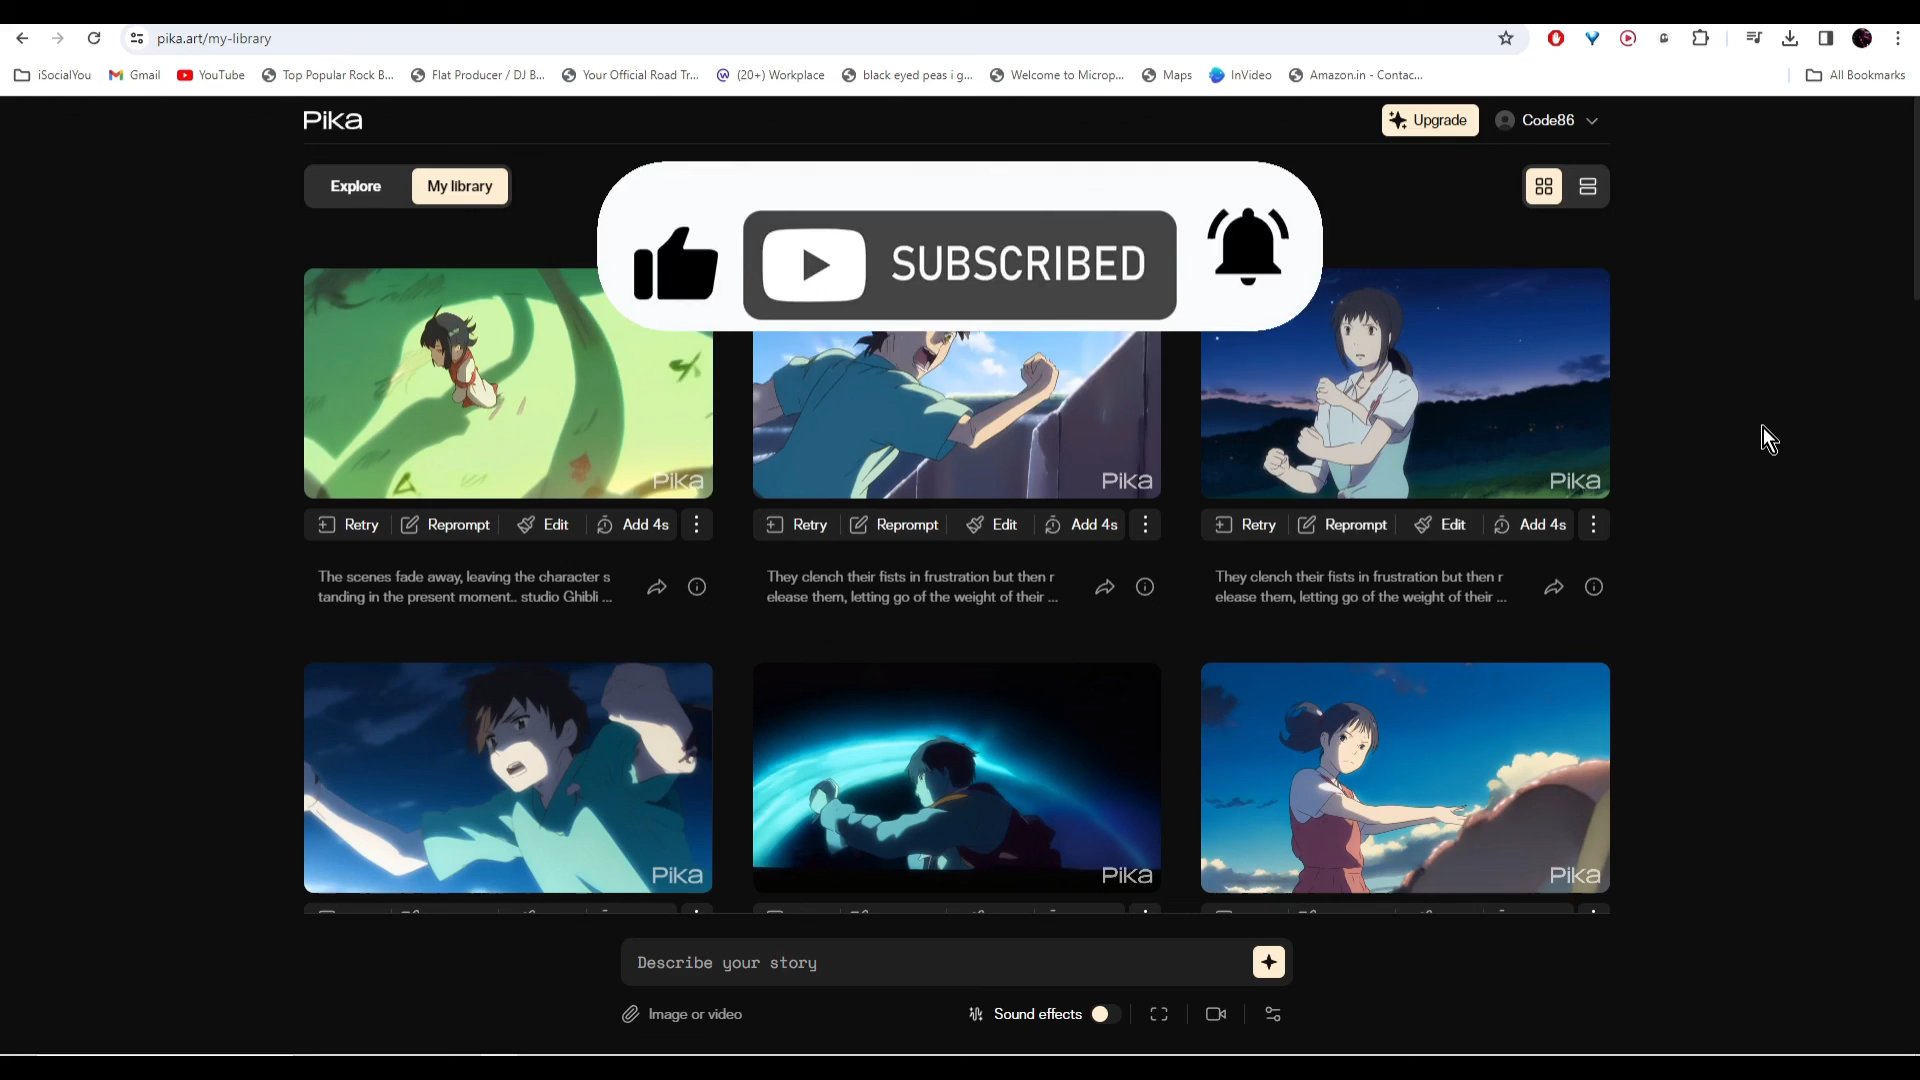 pika.art/my-library
iSocialYou
Gmail
YouTube
Top Popular Rock B...
Flat Producer / DJ B...
Your Official Road Tr...
(20+) Workplace
black eyed peas i g...
Welcome to Microp...
Maps
InVideo
Amazon.in - Contac...
All Bookmarks
Pika
Upgrade
Code86
Explore
My library
SUBSCRIBED
Pika
Pika
Pika
Retry
Reprompt
Edit
Add 4s
Retry
Reprompt
Edit
Add 4s
Retry
Reprompt
Edit
Add 4s
The scenes fade away, leaving the character s
tanding in the present moment.. studio Ghibli ...
They clench their fists in frustration but then r
elease them, letting go of the weight of their ...
They clench their fists in frustration but then r
elease them, letting go of the weight of their ...
Pika
Pika
Pika
Describe your story
Image or video
Sound effects